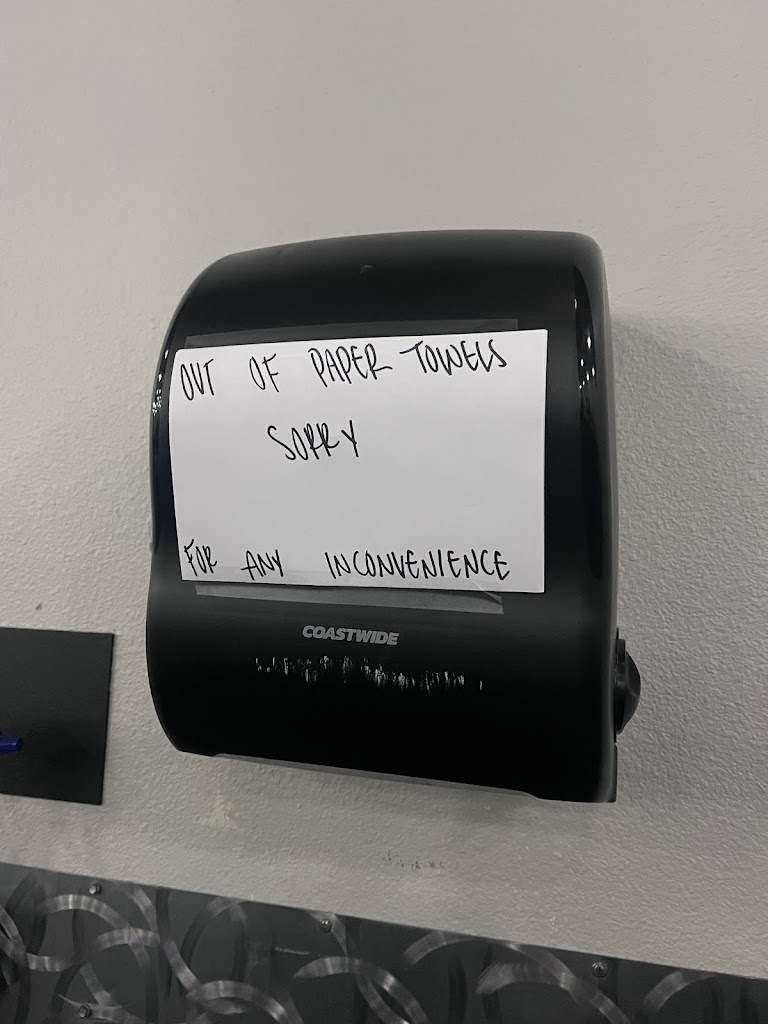 OUT OF PAPER TOWELS
SORRY
FOR ANY INCONVENIENCE
COASTWIDE